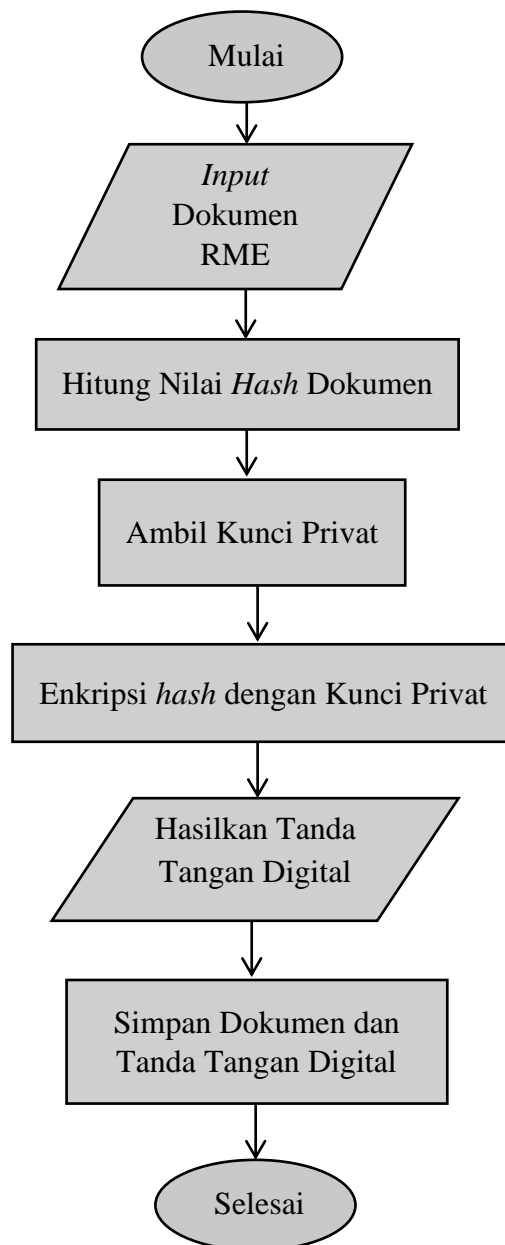 Mulai
Input
Dokumen
RME
Hitung Nilai Hash Dokumen
Ambil Kunci Privat
Enkripsi hash dengan Kunci Privat
Hasilkan Tanda
Tangan Digital
Simpan Dokumen dan
Tanda Tangan Digital
Selesai